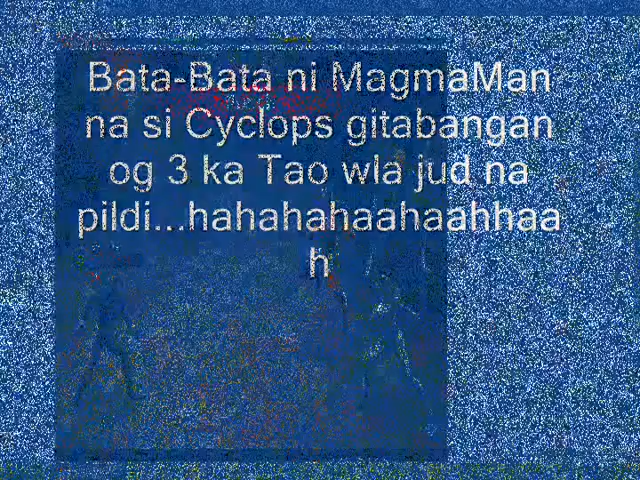 Bata-Bata ni MagmaMan
na si Cyclops gitabangan
og 3 ka Tao wla jud na
pildi...hahahahaahaahhaa
h